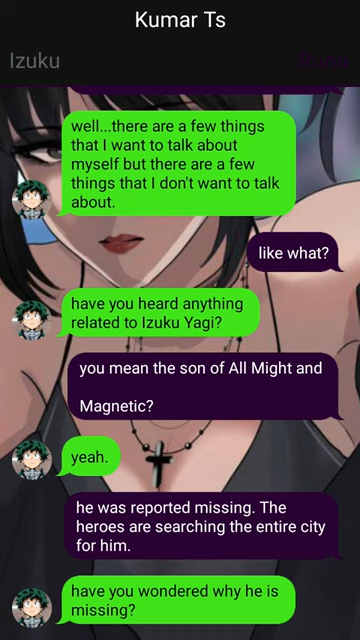 Kumar Ts
Izuku
well...there are a few things
that I want to talk about
myself but there are a few
things that I don't want to talk
about.
like what?
have you heard anything
related to Izuku Yagi?
you mean the son of All Might and
Magnetic?
yeah.
he was reported missing. The
heroes are searching the entire city
for him.
have you wondered why he is
missing?